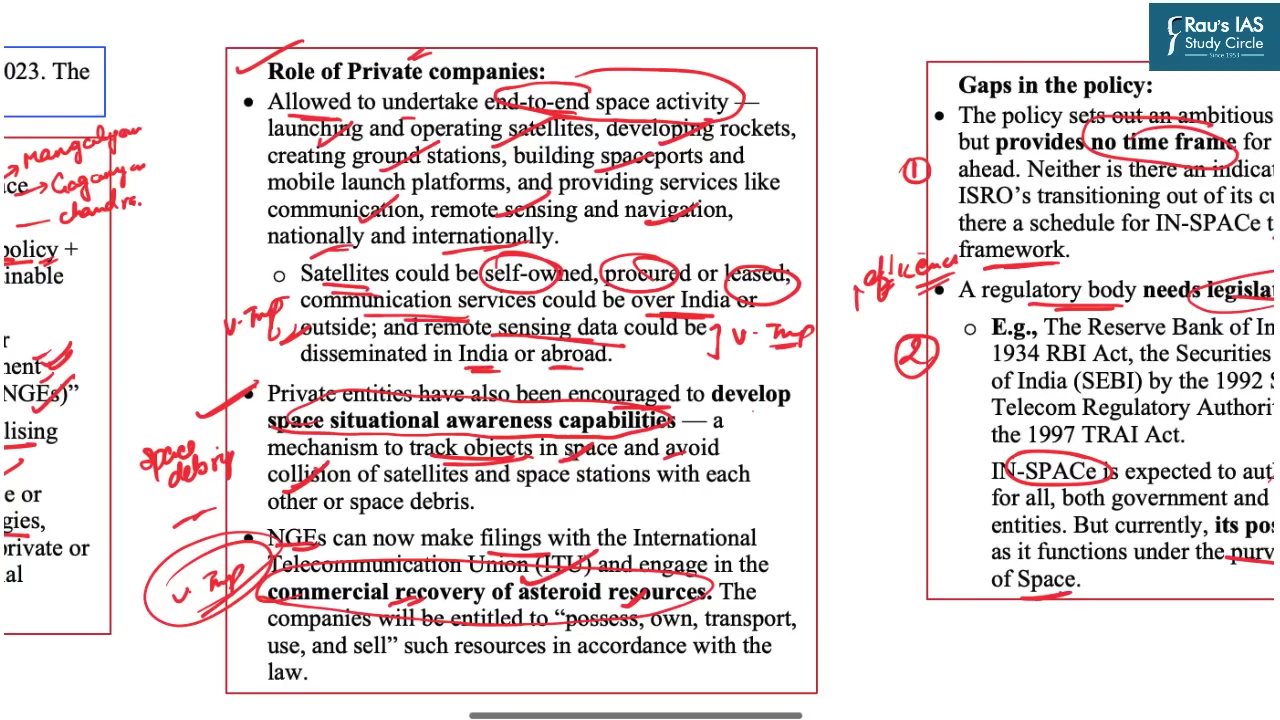 Rau's IAS
Study Circle
Since 1953
023. The
Mangalyan
Gaganyan
ce
policy +
inable
r
ment
NGEs)”
lising
e or
gies,
private or
al
Role of Private companies:
• Allowed to undertake end-to-end space activity —
launching and operating satellites, developing rockets,
creating ground stations, building spaceports and
mobile launch platforms, and providing services like
communication, remote sensing and navigation,
nationally and internationally.
o Satellites could be self-owned, procured or leased;
communication services could be over India or
outside; and remote sensing data could be
disseminated in India or abroad.
V. Imp
V. Imp
• Private entities have also been encouraged to develop
space situational awareness capabilities — a
mechanism to track objects in space and avoid
collision of satellites and space stations with each
other or space debris.
space
debris
• NGEs can now make filings with the International
Telecommunication Union (ITU) and engage in the
commercial recovery of asteroid resources. The
companies will be entitled to “possess, own, transport,
use, and sell” such resources in accordance with the
law.
V. Imp
Gaps in the policy:
• The policy sets out an ambitious
but provides no time frame for
ahead. Neither is there an indicat
ISRO’s transitioning out of its cu
there a schedule for IN-SPACe t
framework.
1
• A regulatory body needs legisla
o E.g., The Reserve Bank of In
1934 RBI Act, the Securities
of India (SEBI) by the 1992 S
Telecom Regulatory Authori
the 1997 TRAI Act.
2
IN-SPACe is expected to aut
for all, both government and
entities. But currently, its pos
as it functions under the purv
of Space.